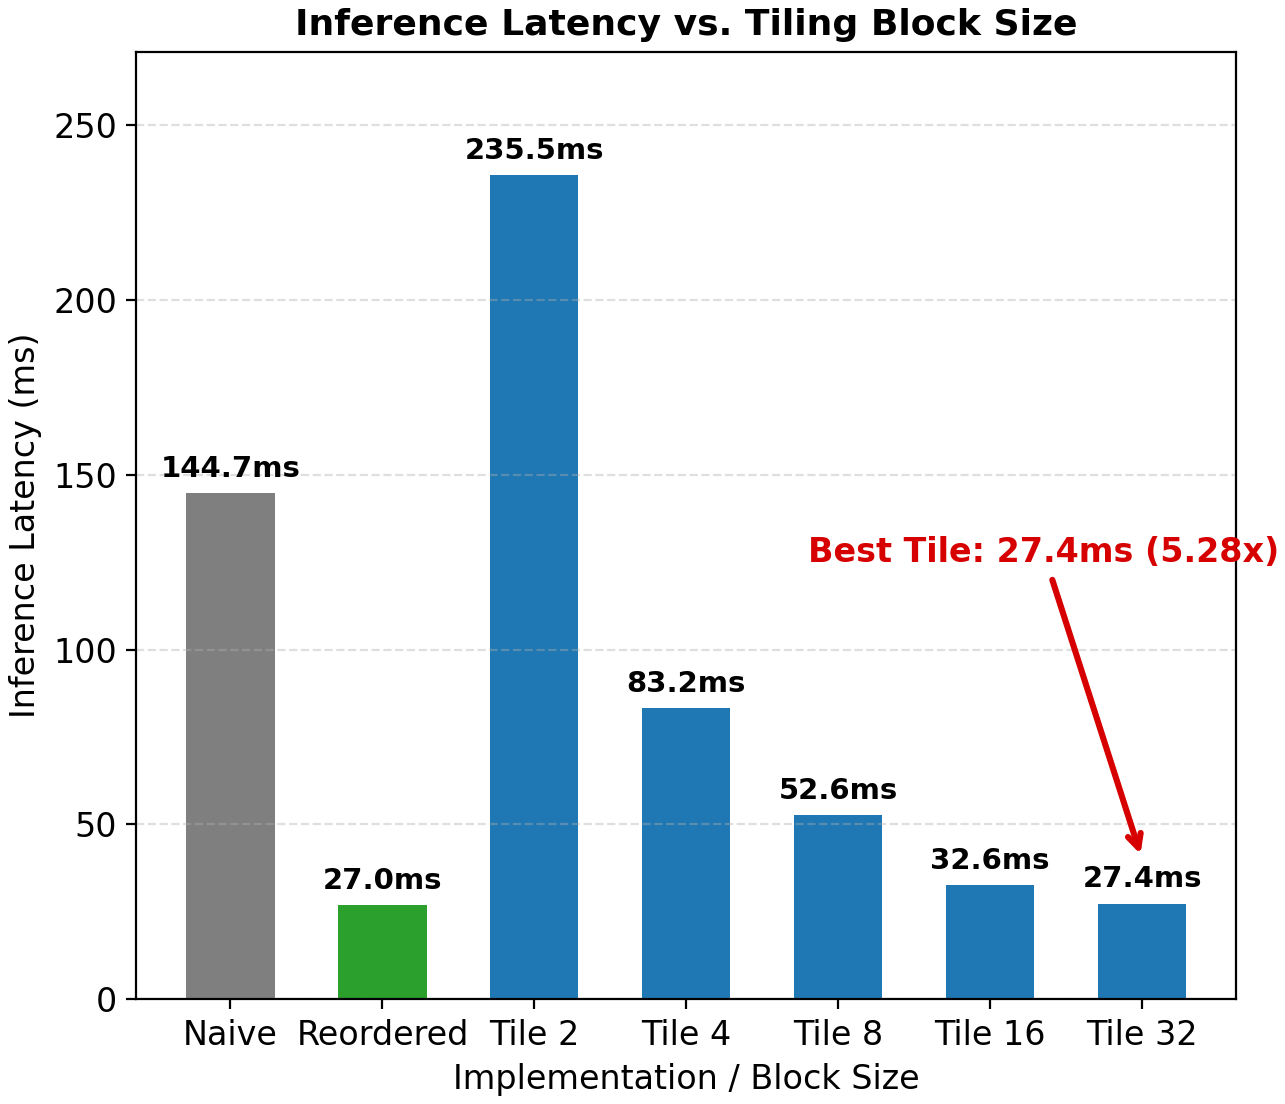 Inference Latency vs. Tiling Block Size
Inference Latency (ms)
250
200
150
100
50
0
144.7ms
27.0ms
235.5ms
83.2ms
52.6ms
32.6ms
27.4ms
Best Tile: 27.4ms (5.28x)
Naive Reordered Tile 2 Tile 4 Tile 8 Tile 16 Tile 32
Implementation / Block Size